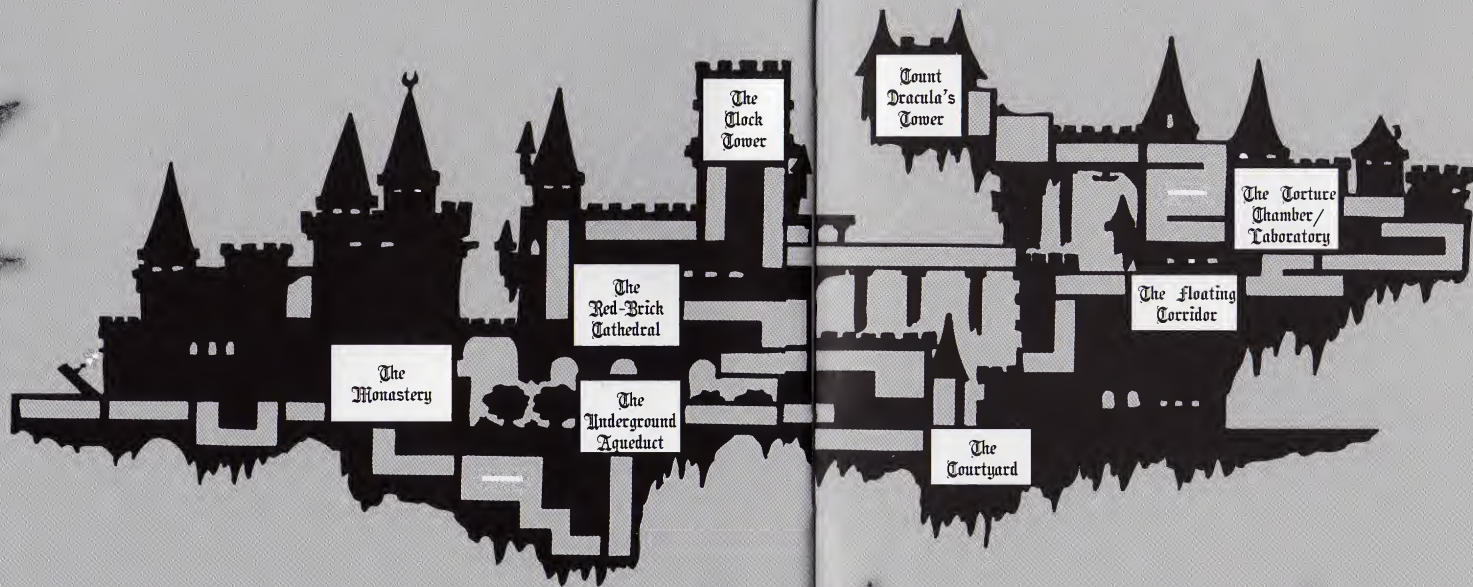 The
Clock
Tower
Count
Dracula's
Tower
The Torture
Chamber/
Laboratory
The
Red-Brick
Cathedral
The Floating
Corridor
The
Monastery
The
Underground
Aqueduct
The
Courtyard